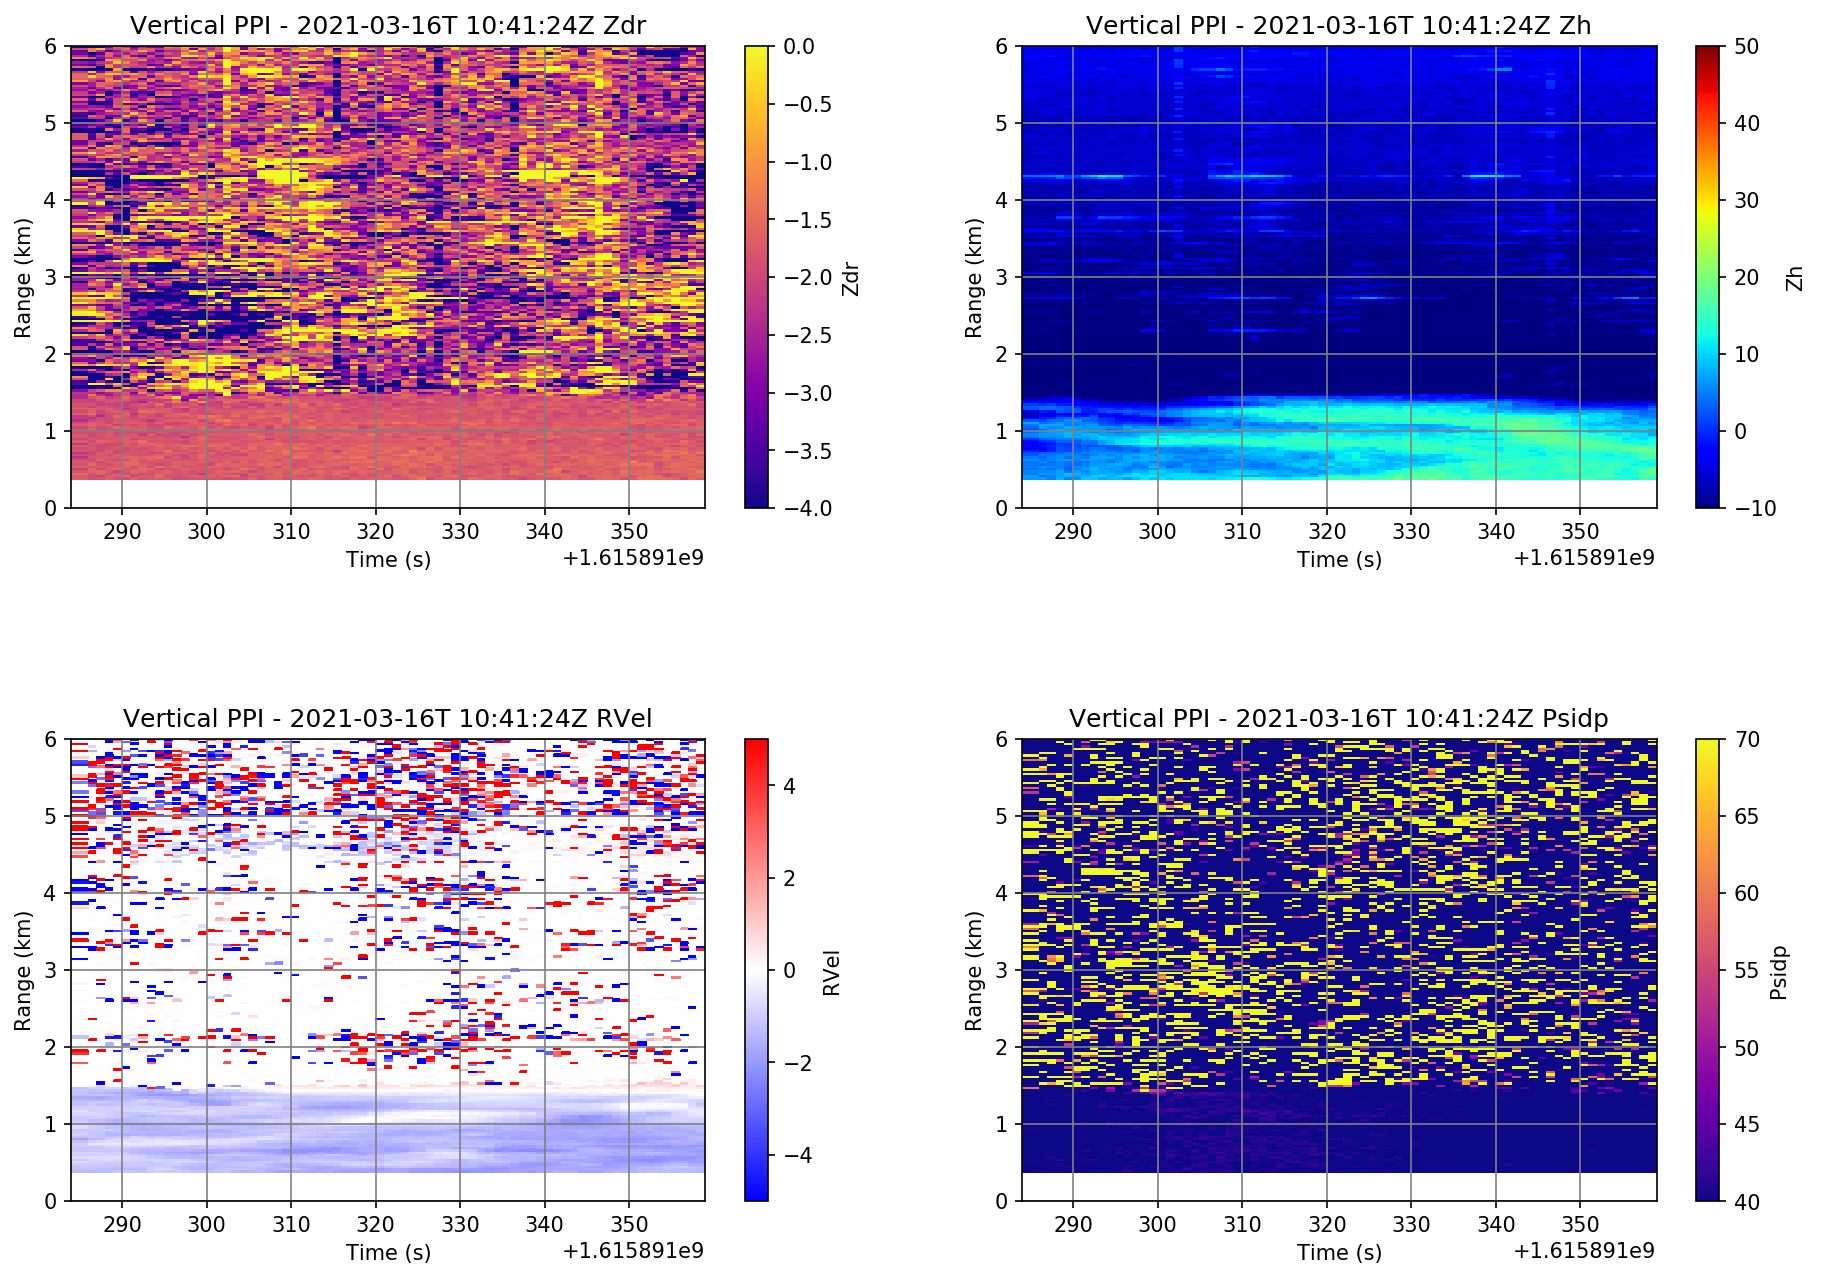 Vertical PPI - 2021-03-16T 10:41:24Z Zdr
6
5
4
3
2
1
0
Range (km)
290 300 310 320 330 340 350
Time (s)
+1.615891e9
0.0
−0.5
−1.0
−1.5
−2.0
−2.5
−3.0
−3.5
−4.0
Zdr
Vertical PPI - 2021-03-16T 10:41:24Z Zh
6
5
4
3
2
1
0
Range (km)
290 300 310 320 330 340 350
Time (s)
+1.615891e9
50
40
30
20
10
0
−10
Zh
Vertical PPI - 2021-03-16T 10:41:24Z RVel
6
5
4
3
2
1
0
Range (km)
290 300 310 320 330 340 350
Time (s)
+1.615891e9
4
2
0
−2
−4
RVel
Vertical PPI - 2021-03-16T 10:41:24Z Psidp
6
5
4
3
2
1
0
Range (km)
290 300 310 320 330 340 350
Time (s)
+1.615891e9
70
65
60
55
50
45
40
Psidp